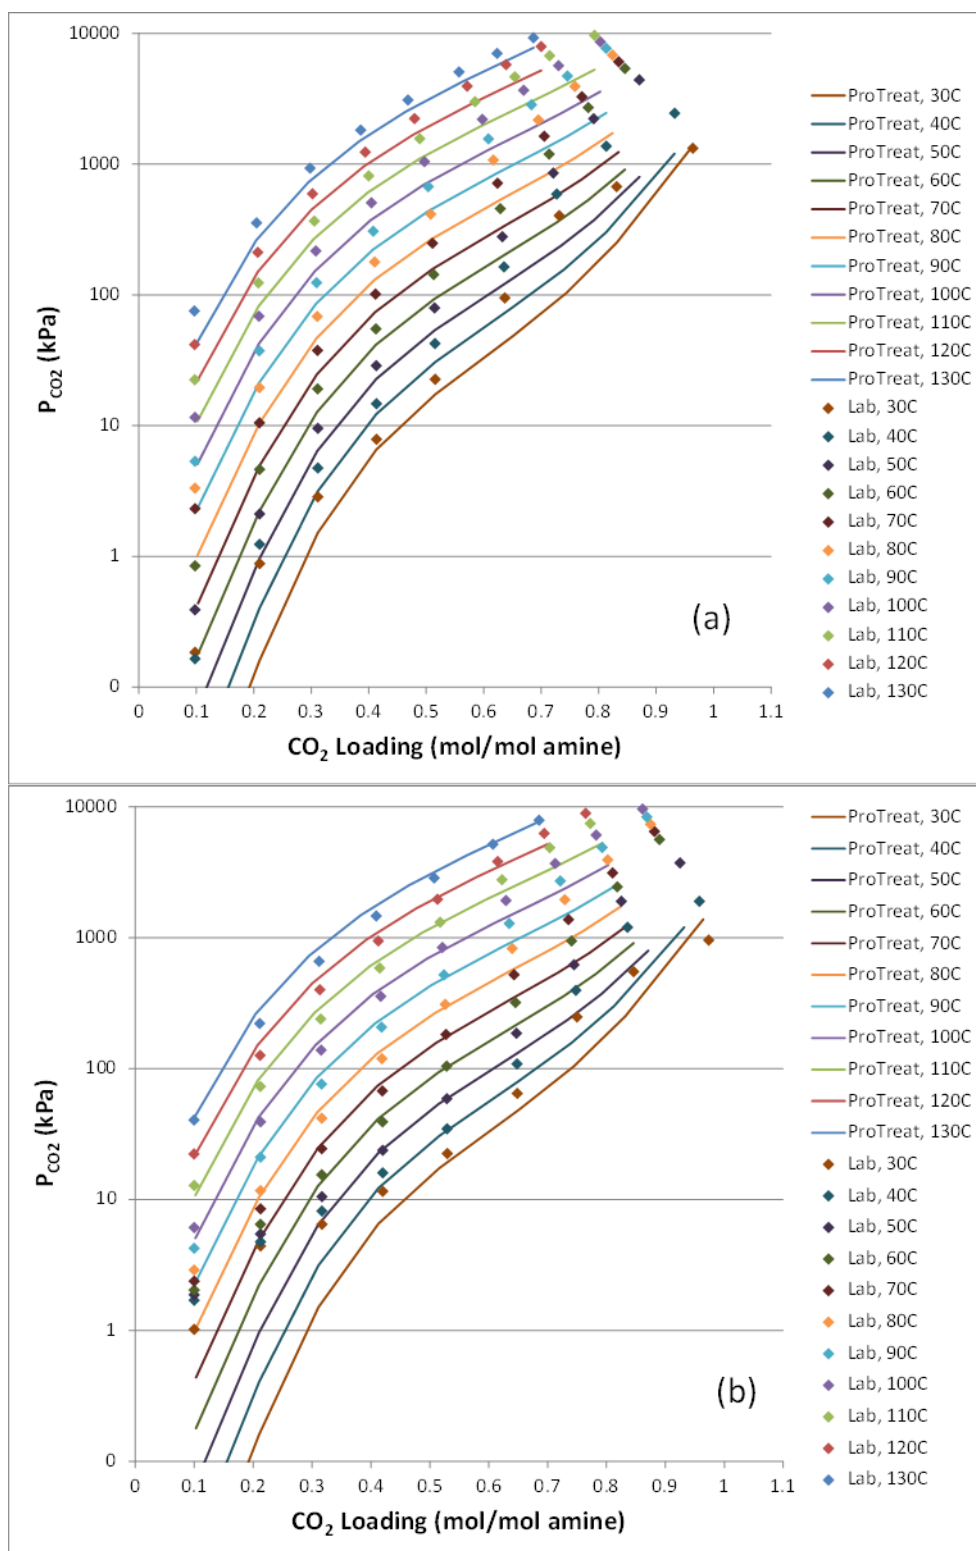 10000
1000
100
10
1
0
P_CO2 (kPa)
0 0.1 0.2 0.3 0.4 0.5 0.6 0.7 0.8 0.9 1 1.1
CO₂ Loading (mol/mol amine)
(a)
ProTreat, 30C
ProTreat, 40C
ProTreat, 50C
ProTreat, 60C
ProTreat, 70C
ProTreat, 80C
ProTreat, 90C
ProTreat, 100C
ProTreat, 110C
ProTreat, 120C
ProTreat, 130C
Lab, 30C
Lab, 40C
Lab, 50C
Lab, 60C
Lab, 70C
Lab, 80C
Lab, 90C
Lab, 100C
Lab, 110C
Lab, 120C
Lab, 130C
10000
1000
100
10
1
0
P_CO2 (kPa)
0 0.1 0.2 0.3 0.4 0.5 0.6 0.7 0.8 0.9 1 1.1
CO₂ Loading (mol/mol amine)
(b)
ProTreat, 30C
ProTreat, 40C
ProTreat, 50C
ProTreat, 60C
ProTreat, 70C
ProTreat, 80C
ProTreat, 90C
ProTreat, 100C
ProTreat, 110C
ProTreat, 120C
ProTreat, 130C
Lab, 30C
Lab, 40C
Lab, 50C
Lab, 60C
Lab, 70C
Lab, 80C
Lab, 90C
Lab, 100C
Lab, 110C
Lab, 120C
Lab, 130C